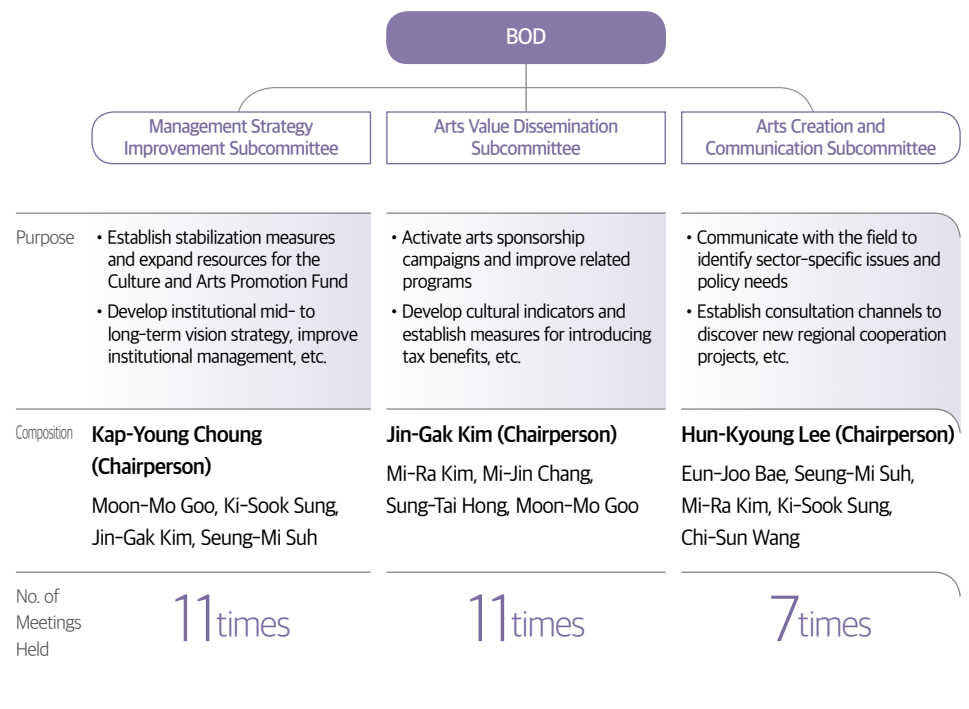 BOD
Management Strategy
Improvement Subcommittee
Arts Value Dissemination
Subcommittee
Arts Creation and
Communication Subcommittee
Purpose
• Establish stabilization measures
and expand resources for the
Culture and Arts Promotion Fund
• Develop institutional mid- to
long-term vision strategy, improve
institutional management, etc.
• Activate arts sponsorship
campaigns and improve related
programs
• Develop cultural indicators and
establish measures for introducing
tax benefits, etc.
• Communicate with the field to
identify sector-specific issues and
policy needs
• Establish consultation channels to
discover new regional cooperation
projects, etc.
Composition
Kap-Young Choung
(Chairperson)
Moon-Mo Goo, Ki-Sook Sung,
Jin-Gak Kim, Seung-Mi Suh
Jin-Gak Kim (Chairperson)
Mi-Ra Kim, Mi-Jin Chang,
Sung-Tai Hong, Moon-Mo Goo
Hun-Kyoung Lee (Chairperson)
Eun-Joo Bae, Seung-Mi Suh,
Mi-Ra Kim, Ki-Sook Sung,
Chi-Sun Wang
No. of
Meetings
Held
11 times
11 times
7 times